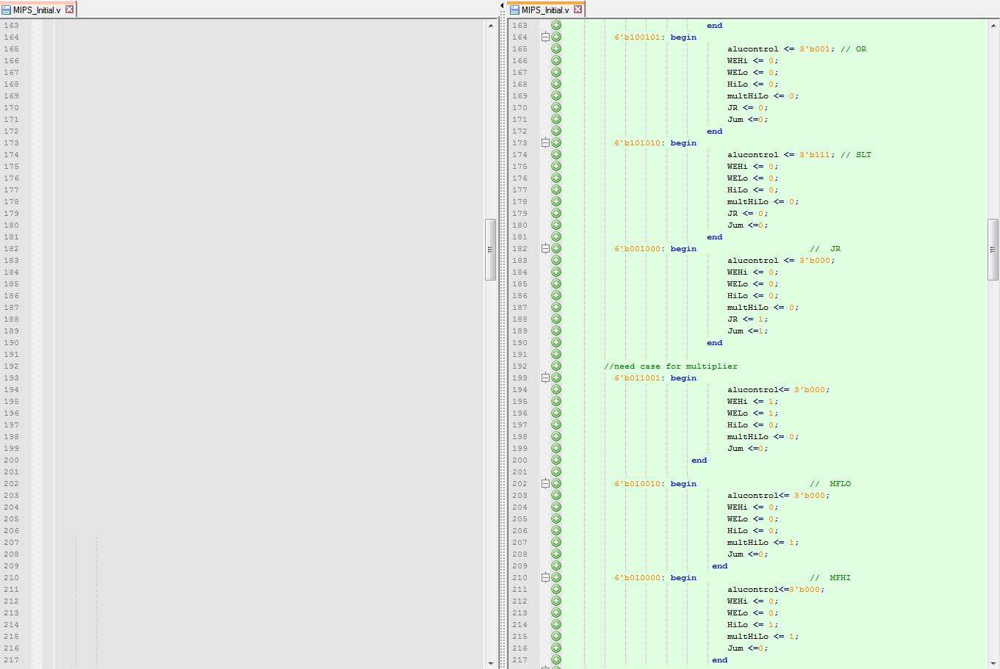 MIPS_Initial.v
MIPS_Initial.v
163
164
165
166
167
168
169
170
171
172
173
174
175
176
177
178
179
180
181
182
183
184
185
186
187
188
189
190
191
192
193
194
195
196
197
198
199
200
201
202
203
204
205
206
207
208
209
210
211
212
213
214
215
216
217
163 end
164 6'b100101: begin
165 alucontrol <= 3'b001; // OR
166 WEHi <= 0;
167 WELo <= 0;
168 HiLo <= 0;
169 multHiLo <= 0;
170 JR <= 0;
171 Jum <=0;
172 end
173 6'b101010: begin
174 alucontrol <= 3'b111; // SLT
175 WEHi <= 0;
176 WELo <= 0;
177 HiLo <= 0;
178 multHiLo <= 0;
179 JR <= 0;
180 Jum <=0;
181 end
182 6'b001000: begin // JR
183 alucontrol <= 3'b000;
184 WEHi <= 0;
185 WELo <= 0;
186 HiLo <= 0;
187 multHiLo <= 0;
188 JR <= 1;
189 Jum <=1;
190 end
191
192 //need case for multiplier
193 6'b011001: begin
194 alucontrol<= 3'b000;
195 WEHi <= 1;
196 WELo <= 1;
197 HiLo <= 0;
198 multHiLo <= 0;
199 Jum <=0;
200 end
201
202 6'b010010: begin // MFLO
203 alucontrol<= 3'b000;
204 WEHi <= 0;
205 WELo <= 0;
206 HiLo <= 0;
207 multHiLo <= 1;
208 Jum <=0;
209 end
210 6'b010000: begin // MFHI
211 alucontrol<=3'b000;
212 WEHi <= 0;
213 WELo <= 0;
214 HiLo <= 1;
215 multHiLo <= 1;
216 Jum <=0;
217 end